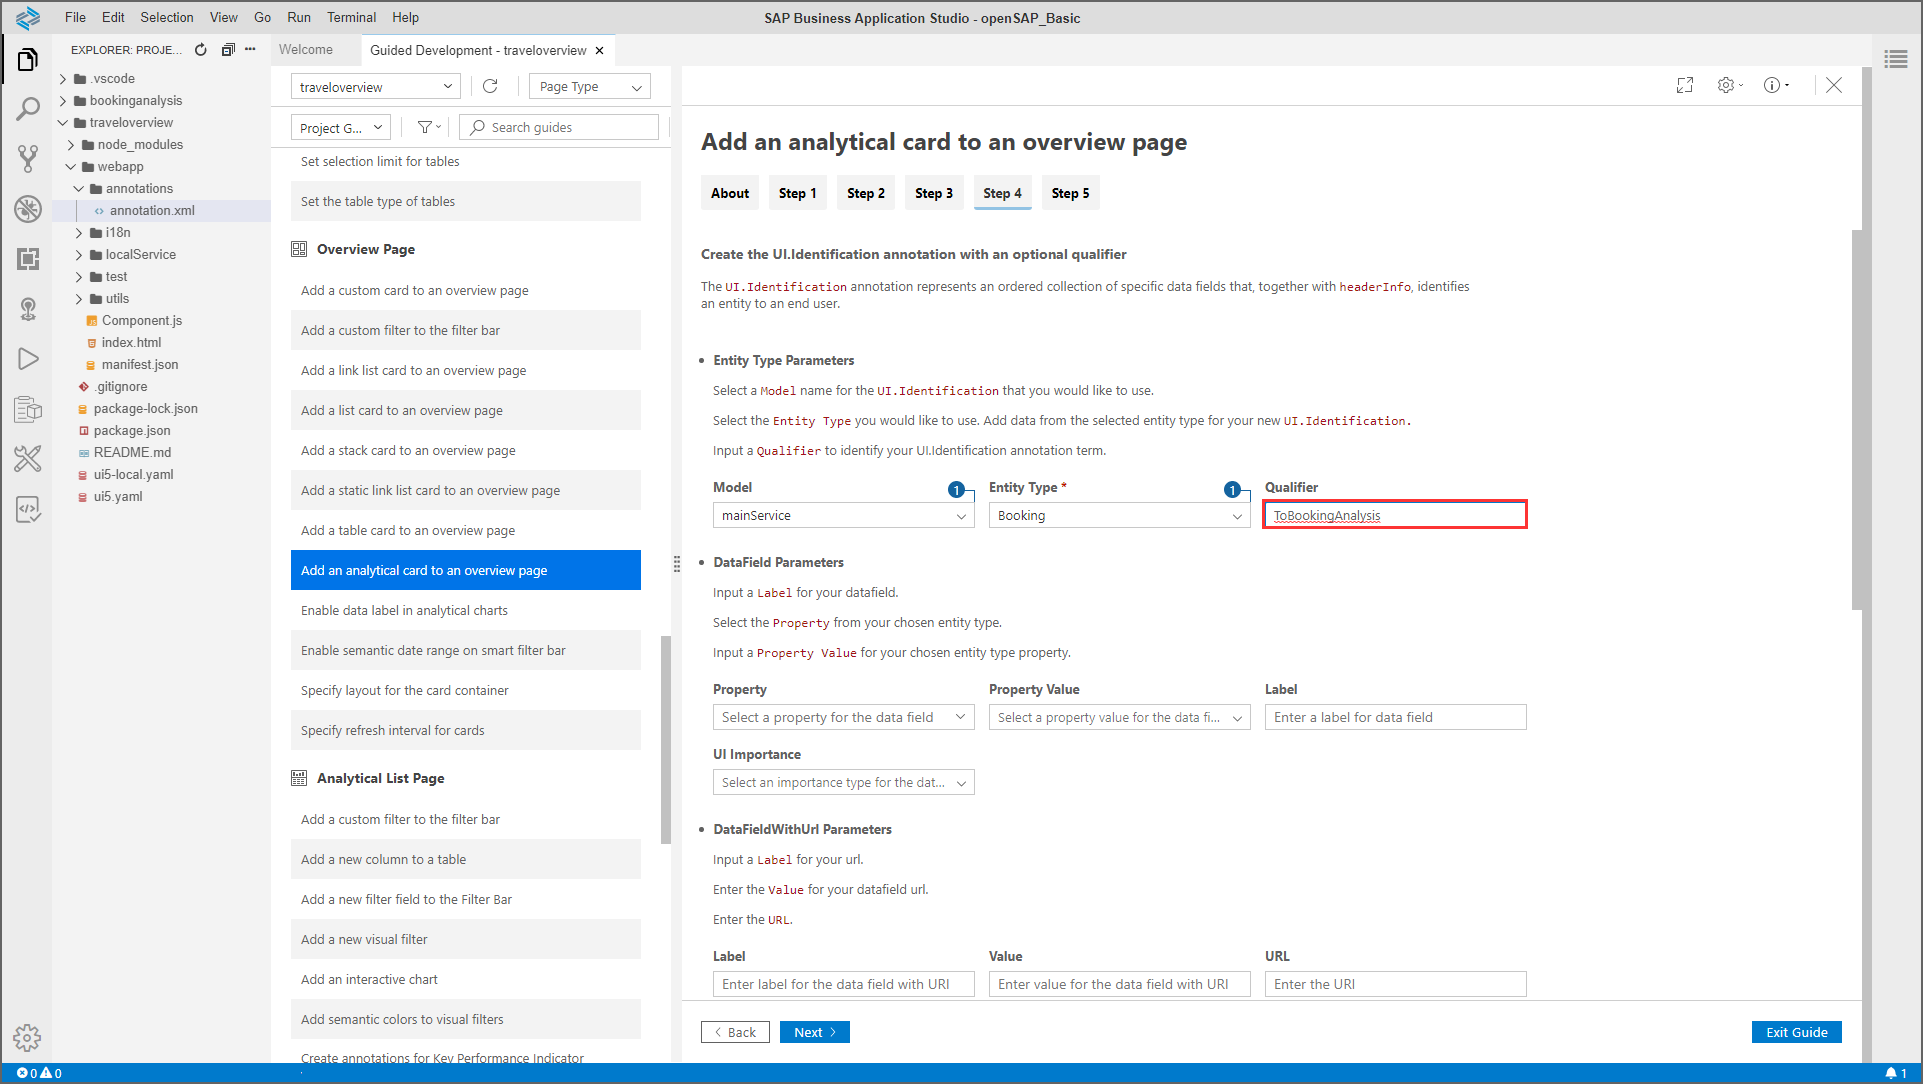 File Edit Selection View Go Run Terminal Help
SAP Business Application Studio - openSAP_Basic
EXPLORER: PROJE...
Welcome
Guided Development - traveloverview
.vscode
bookinganalysis
traveloverview
node_modules
webapp
annotations
annotation.xml
i18n
localService
test
utils
Component.js
index.html
manifest.json
.gitignore
package-lock.json
package.json
README.md
ui5-local.yaml
ui5.yaml
traveloverview
Page Type
Project G...
Search guides
Set selection limit for tables
Set the table type of tables
Overview Page
Add a custom card to an overview page
Add a custom filter to the filter bar
Add a link list card to an overview page
Add a list card to an overview page
Add a stack card to an overview page
Add a static link list card to an overview page
Add a table card to an overview page
Add an analytical card to an overview page
Enable data label in analytical charts
Enable semantic date range on smart filter bar
Specify layout for the card container
Specify refresh interval for cards
Analytical List Page
Add a custom filter to the filter bar
Add a new column to a table
Add a new filter field to the Filter Bar
Add a new visual filter
Add an interactive chart
Add semantic colors to visual filters
Create annotations for Key Performance Indicator
Add an analytical card to an overview page
About Step 1 Step 2 Step 3 Step 4 Step 5
Create the UI.Identification annotation with an optional qualifier
The UI.Identification annotation represents an ordered collection of specific data fields that, together with headerInfo, identifies
an entity to an end user.
• Entity Type Parameters
Select a Model name for the UI.Identification that you would like to use.
Select the Entity Type you would like to use. Add data from the selected entity type for your new UI.Identification.
Input a Qualifier to identify your UI.Identification annotation term.
Model 1 Entity Type * 1 Qualifier
mainService Booking ToBookingAnalysis
• DataField Parameters
Input a Label for your datafield.
Select the Property from your chosen entity type.
Input a Property Value for your chosen entity type property.
Property Property Value Label
Select a property for the data field Select a property value for the data fi... Enter a label for data field
UI Importance
Select an importance type for the dat...
• DataFieldWithUrl Parameters
Input a Label for your url.
Enter the Value for your datafield url.
Enter the URL.
Label Value URL
Enter label for the data field with URI Enter value for the data field with URI Enter the URI
Back Next Exit Guide
0 0 1